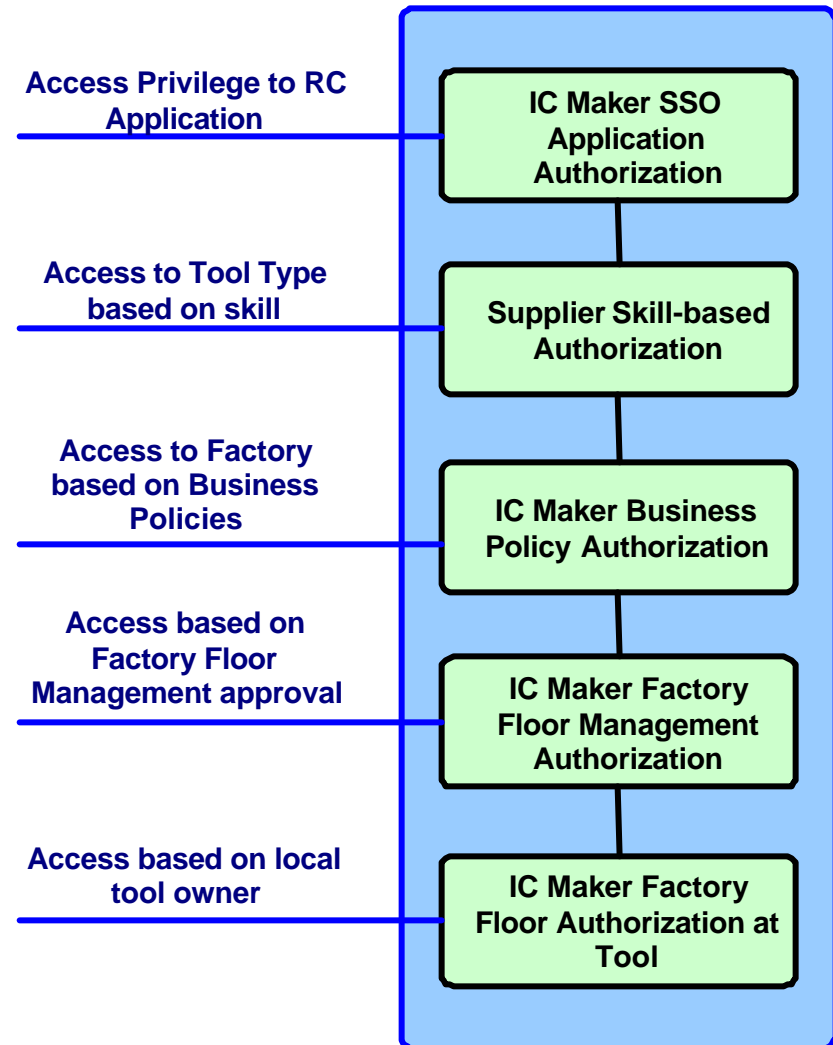 Access Privilege to RC
Application
IC Maker SSO
Application
Authorization
Access to Tool Type
based on skill
Supplier Skill-based
Authorization
Access to Factory
based on Business
Policies
IC Maker Business
Policy Authorization
Access based on
Factory Floor
Management approval
IC Maker Factory
Floor Management
Authorization
Access based on local
tool owner
IC Maker Factory
Floor Authorization at
Tool